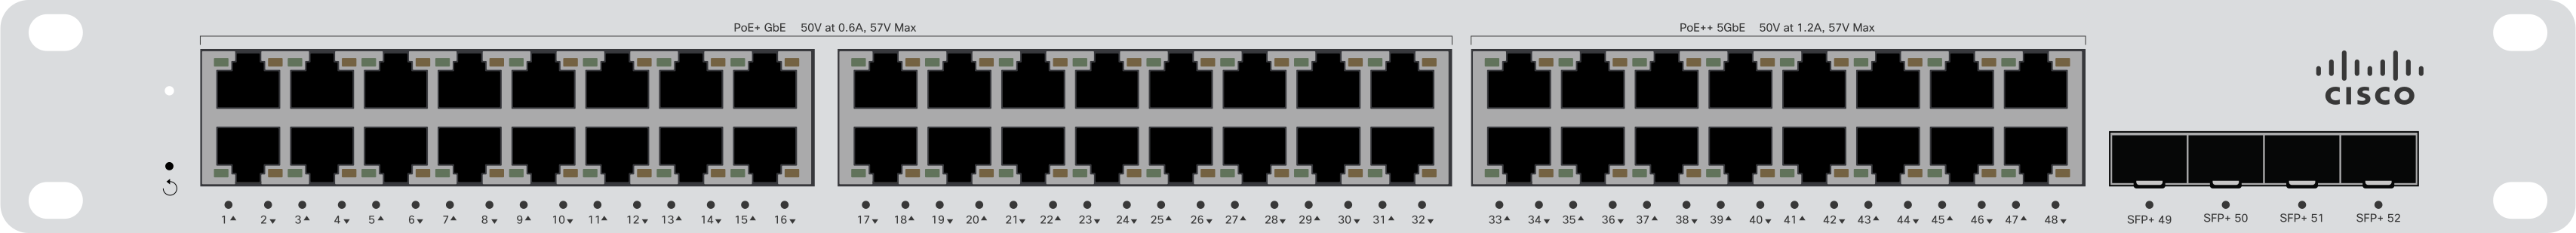 PoE+ GbE 50V at 0.6A, 57V Max
PoE++ 5GbE 50V at 1.2A, 57V Max
CISCO
1▲ 2▼ 3▲ 4▼ 5▲ 6▼ 7▲ 8▼ 9▲ 10▼ 11▲ 12▼ 13▲ 14▼ 15▲ 16▼ 17▼ 18▲ 19▼ 20▲ 21▼ 22▲ 23▼ 24▼ 25▲ 26▼ 27▲ 28▼ 29▲ 30▼ 31▲ 32▼ 33▲ 34▼ 35▲ 36▼ 37▲ 38▼ 39▲ 40▼ 41▲ 42▼ 43▲ 44▼ 45▲ 46▼ 47▲ 48▼ SFP+ 49 SFP+ 50 SFP+ 51 SFP+ 52